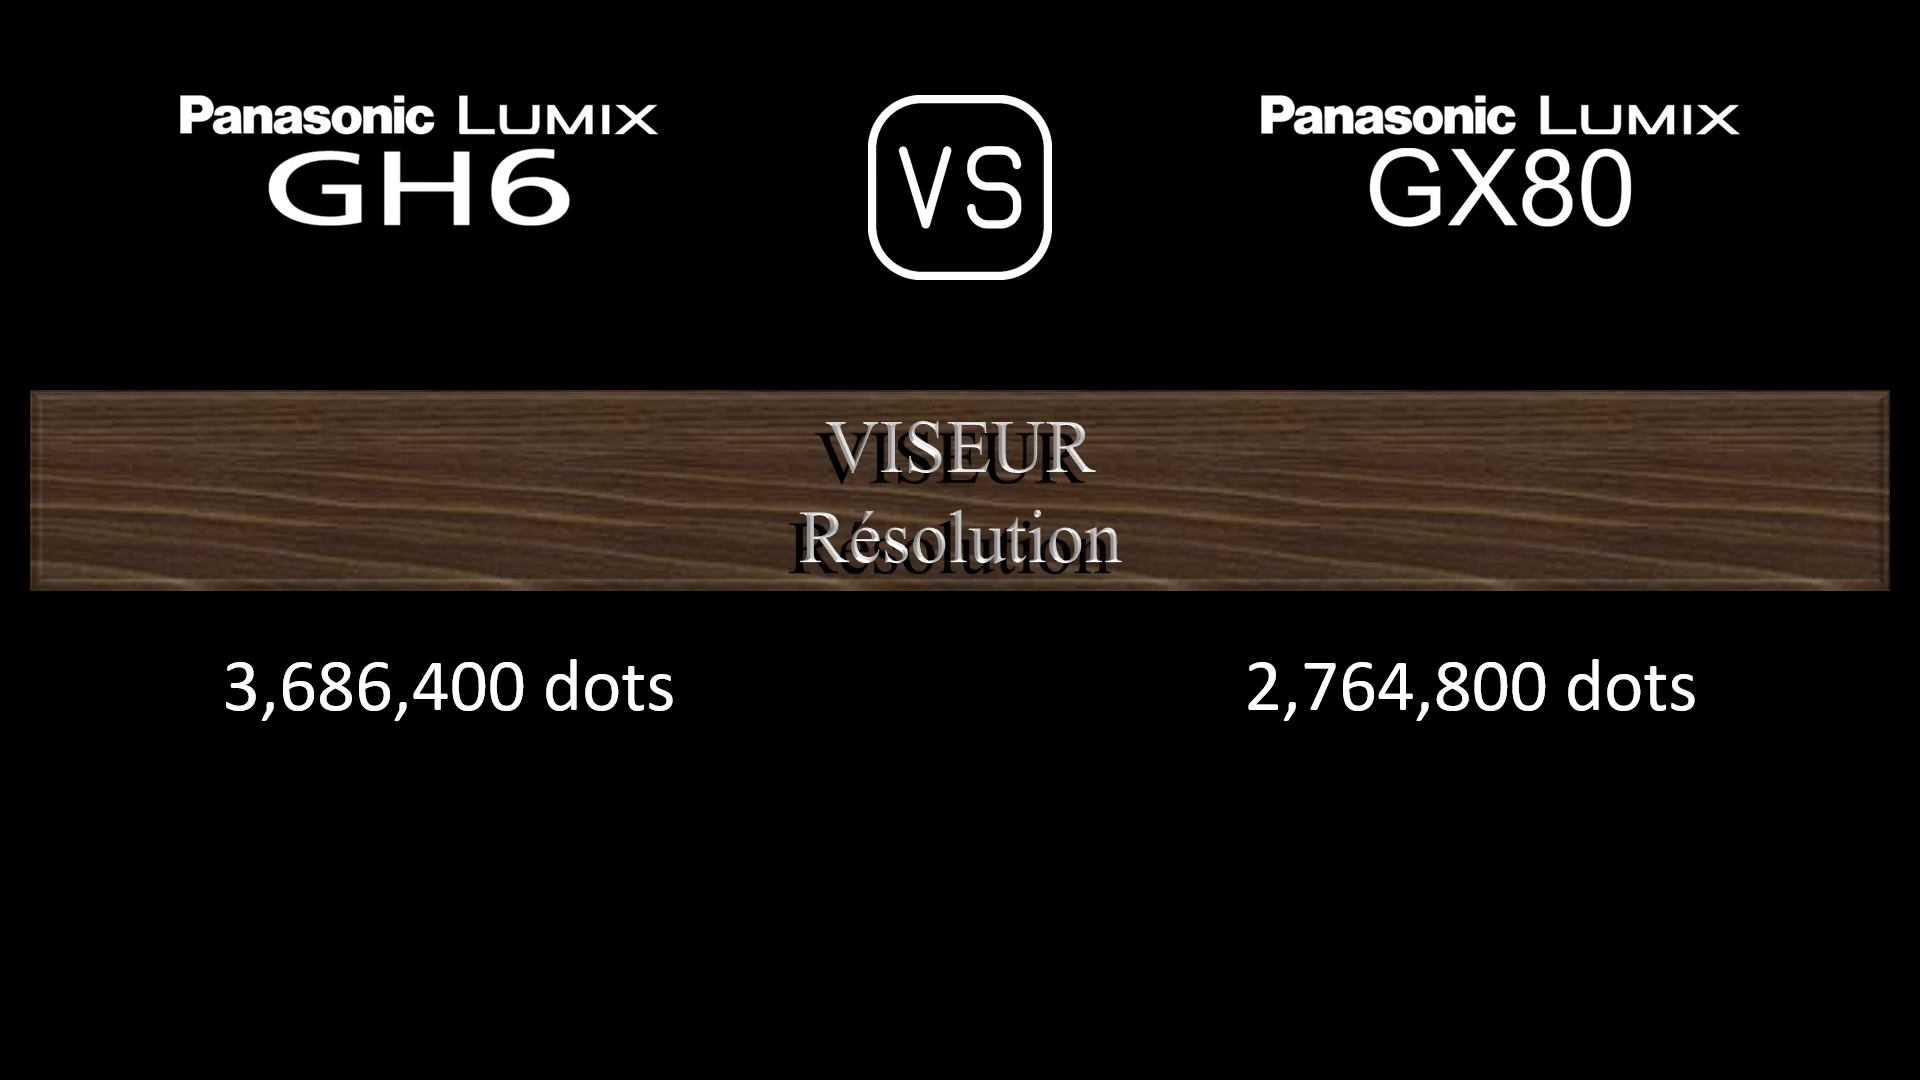 Panasonic LUMIX
GH6
VS
Panasonic LUMIX
GX80
VISEUR
Résolution
3,686,400 dots
2,764,800 dots